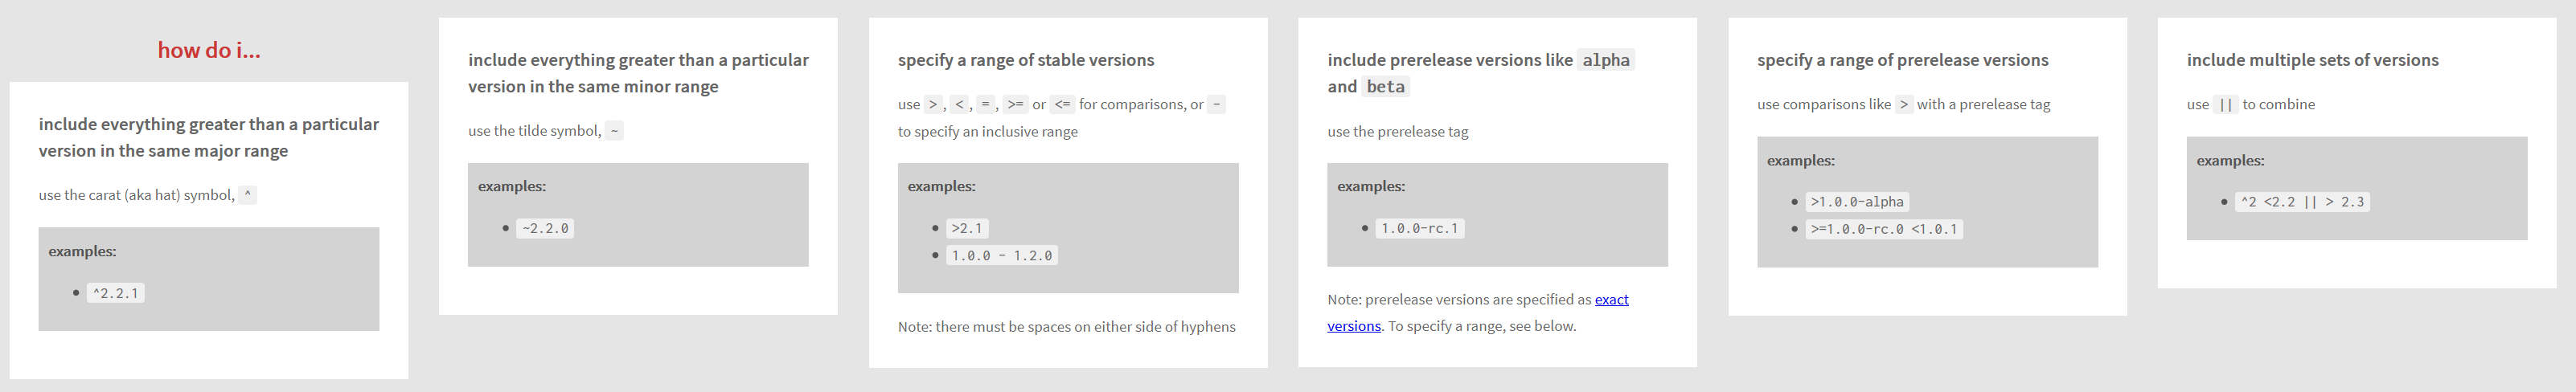 how do i...
include everything greater than a particular
version in the same major range
use the carat (aka hat) symbol, ^
examples:
^2.2.1
include everything greater than a particular
version in the same minor range
use the tilde symbol, ~
examples:
~2.2.0
specify a range of stable versions
use >, <, =, >= or <= for comparisons, or -
to specify an inclusive range
examples:
>2.1
1.0.0 - 1.2.0
Note: there must be spaces on either side of hyphens
include prerelease versions like alpha
and beta
use the prerelease tag
examples:
1.0.0-rc.1
Note: prerelease versions are specified as exact
versions. To specify a range, see below.
specify a range of prerelease versions
use comparisons like > with a prerelease tag
examples:
>1.0.0-alpha
>=1.0.0-rc.0 <1.0.1
include multiple sets of versions
use || to combine
examples:
^2 <2.2 || > 2.3